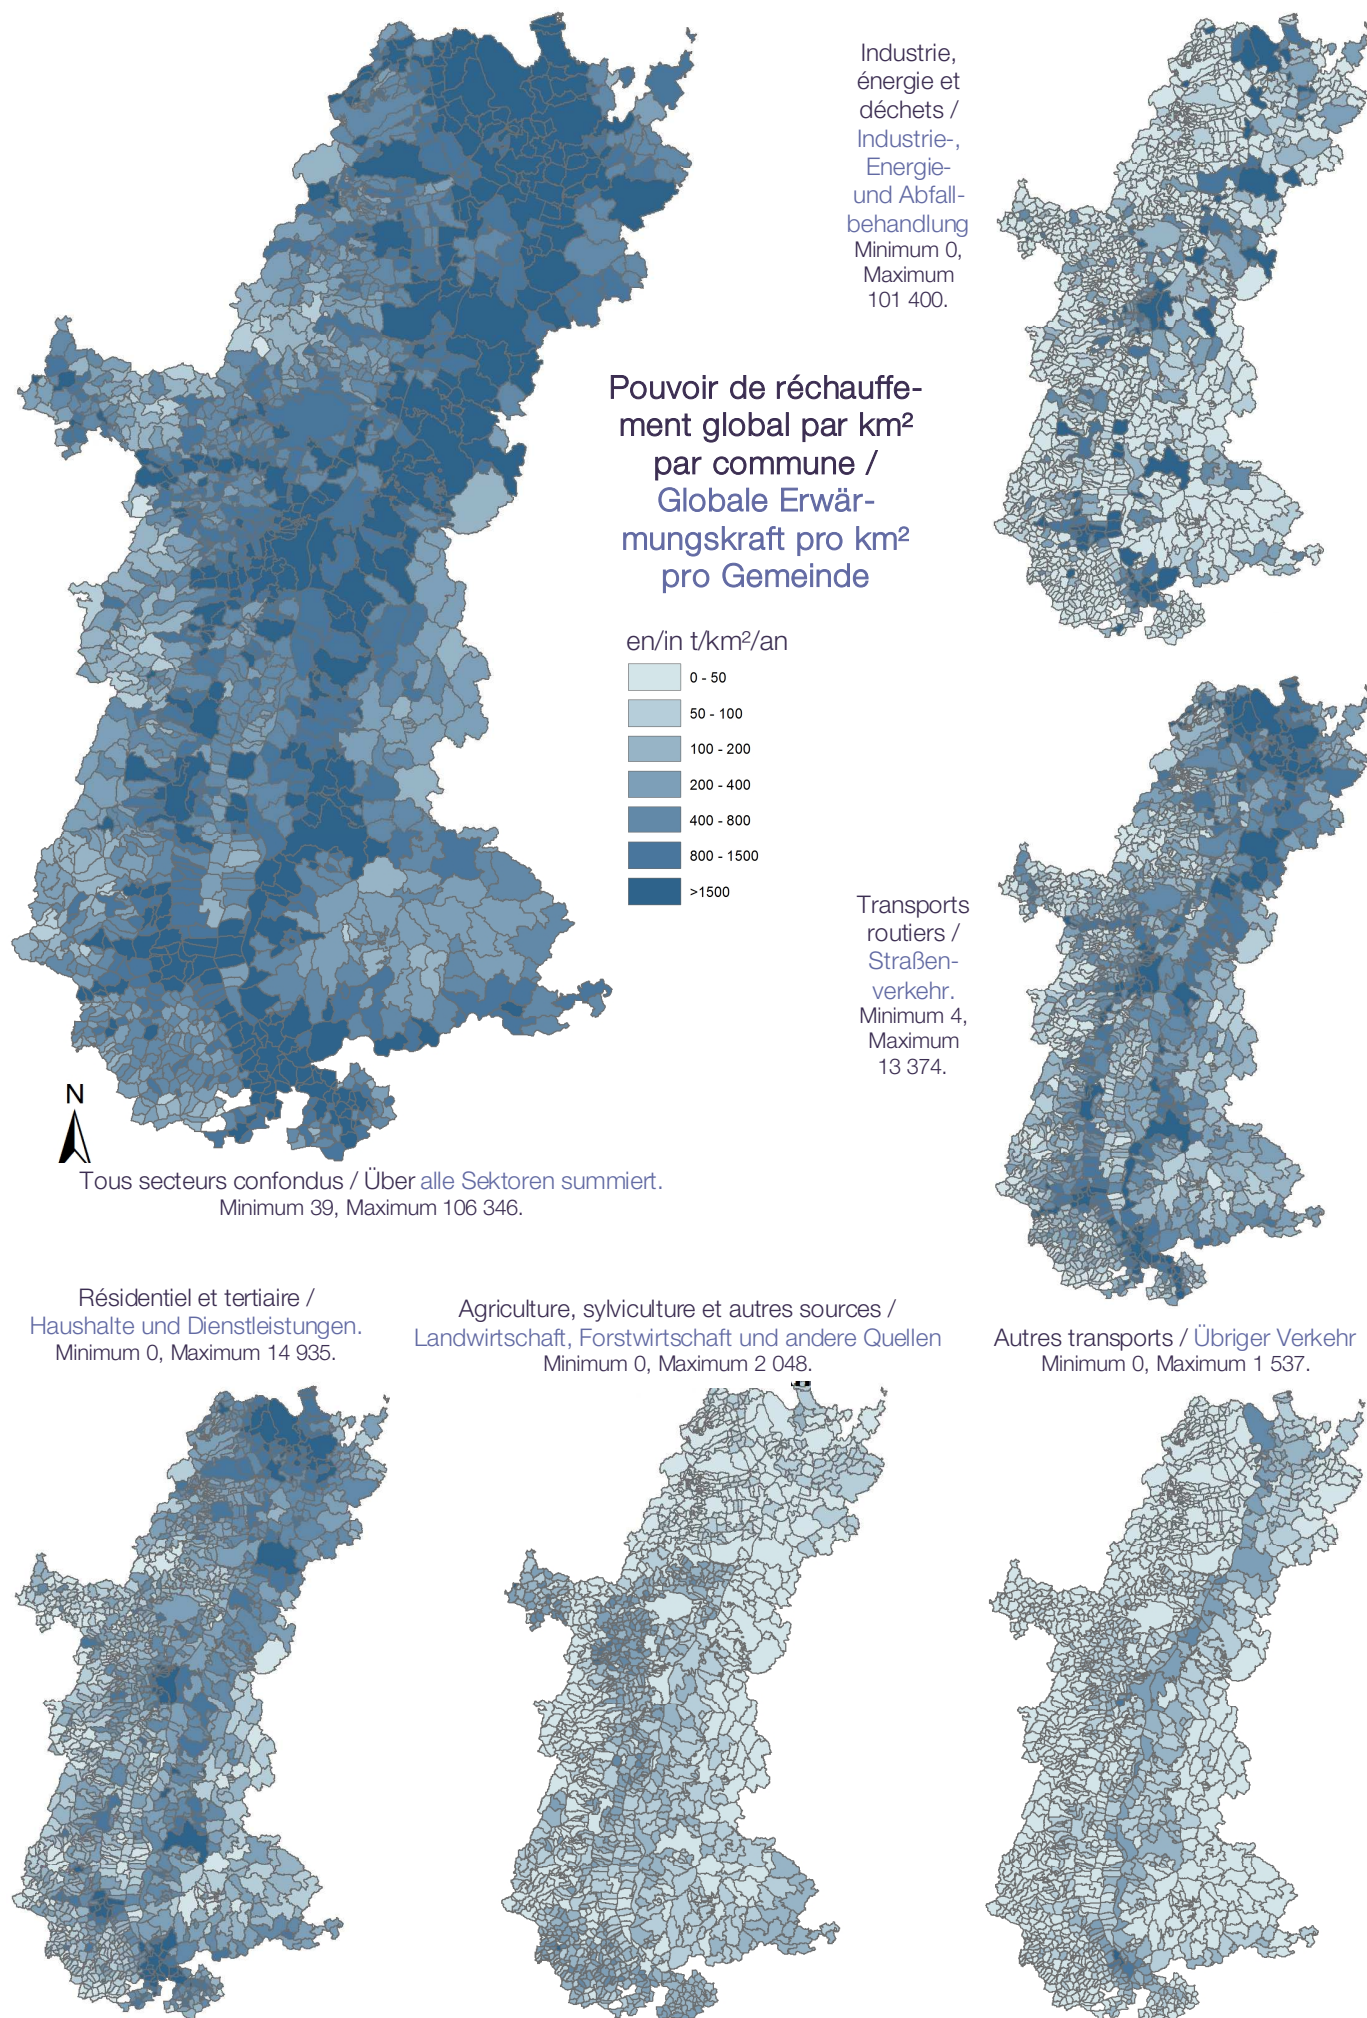 Industrie,
énergie et
déchets /
Industrie-,
Energie-
und Abfall-
behandlung
Minimum 0,
Maximum
101 400.
Pouvoir de réchauffe-
ment global par km²
par commune /
Globale Erwär-
mungskraft pro km²
pro Gemeinde
en/in t/km²/an
0 - 50
50 - 100
100 - 200
200 - 400
400 - 800
800 - 1500
>1500
Transports
routiers /
Straßen-
verkehr.
Minimum 4,
Maximum
13 374.
N
Tous secteurs confondus / Über alle Sektoren summiert.
Minimum 39, Maximum 106 346.
Résidentiel et tertiaire /
Haushalte und Dienstleistungen.
Minimum 0, Maximum 14 935.
Agriculture, sylviculture et autres sources /
Landwirtschaft, Forstwirtschaft und andere Quellen
Minimum 0, Maximum 2 048.
Autres transports / Übriger Verkehr
Minimum 0, Maximum 1 537.